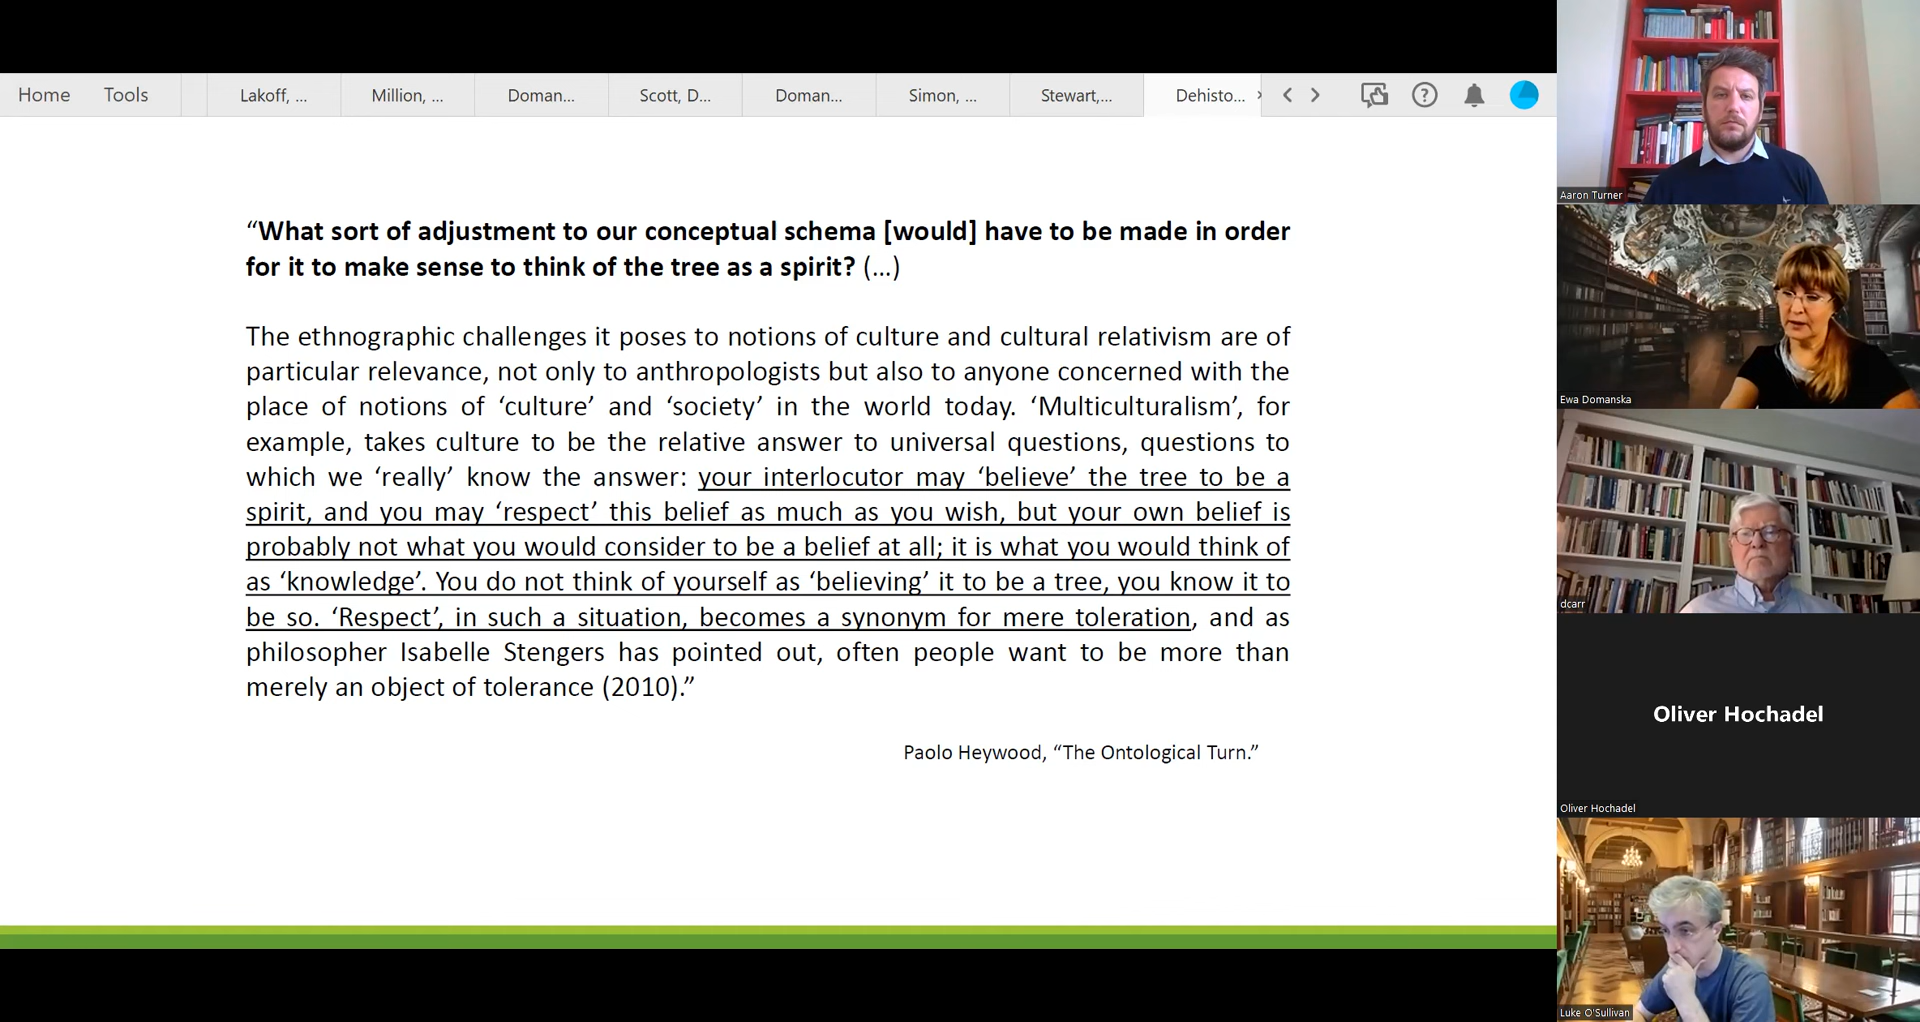 Home Tools Lakoff, ... Million, ... Doman... Scott, D... Doman... Simon, ... Stewart,... Dehisto...
“What sort of adjustment to our conceptual schema [would] have to be made in order
for it to make sense to think of the tree as a spirit? (...)
The ethnographic challenges it poses to notions of culture and cultural relativism are of
particular relevance, not only to anthropologists but also to anyone concerned with the
place of notions of ‘culture’ and ‘society’ in the world today. ‘Multiculturalism’, for
example, takes culture to be the relative answer to universal questions, questions to
which we ‘really’ know the answer: your interlocutor may ‘believe’ the tree to be a
spirit, and you may ‘respect’ this belief as much as you wish, but your own belief is
probably not what you would consider to be a belief at all; it is what you would think of
as ‘knowledge’. You do not think of yourself as ‘believing’ it to be a tree, you know it to
be so. ‘Respect’, in such a situation, becomes a synonym for mere toleration, and as
philosopher Isabelle Stengers has pointed out, often people want to be more than
merely an object of tolerance (2010).”
Paolo Heywood, “The Ontological Turn.”
Aaron Turner
Ewa Domanska
dcarr
Oliver Hochadel
Oliver Hochadel
Luke O'Sullivan